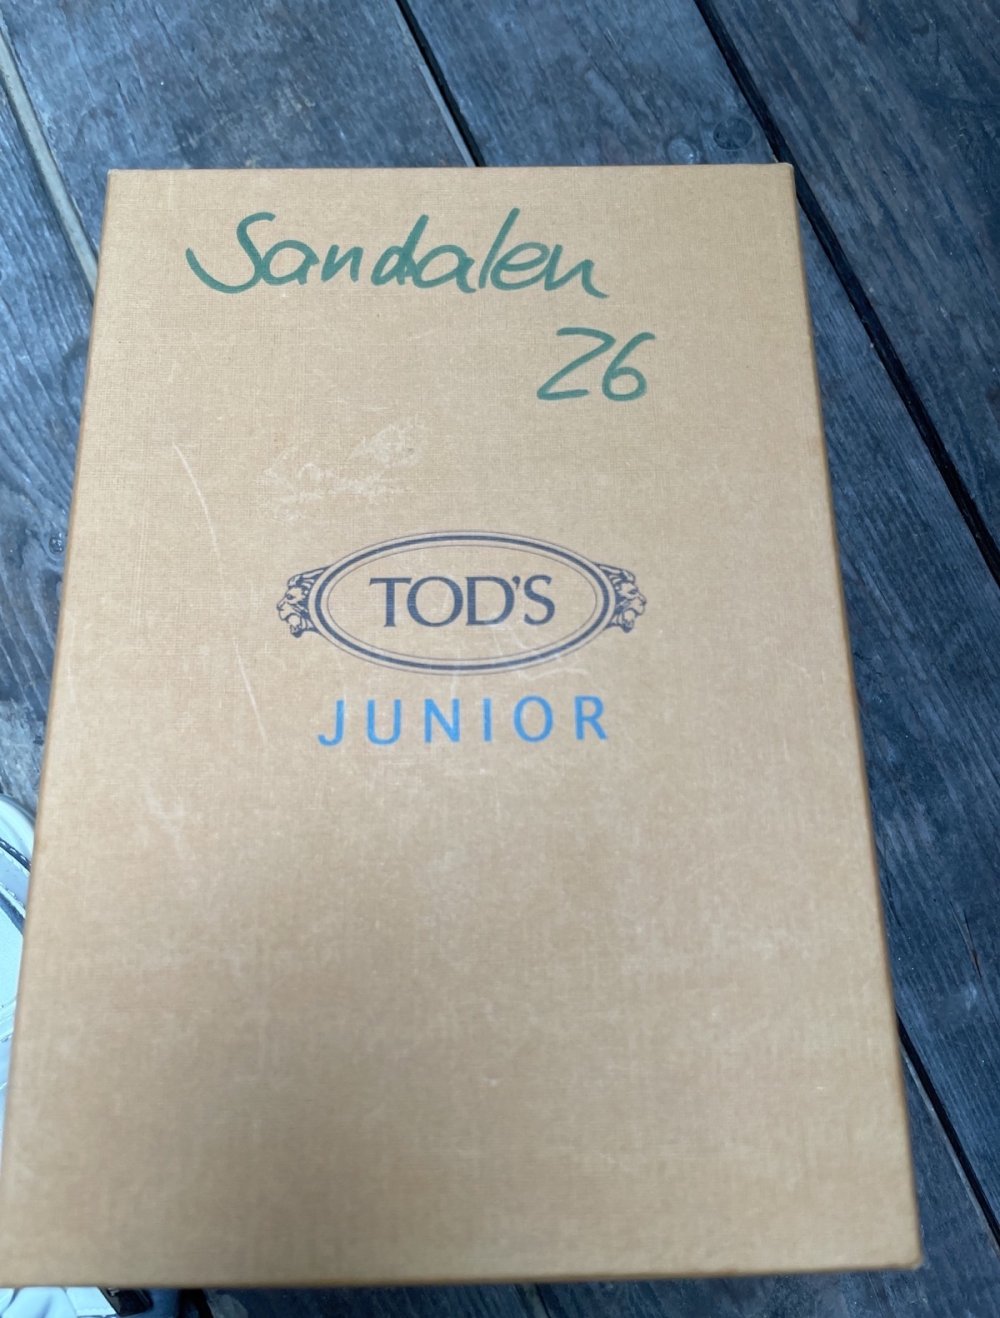 Sandalen
26
TOD'S
JUNIOR